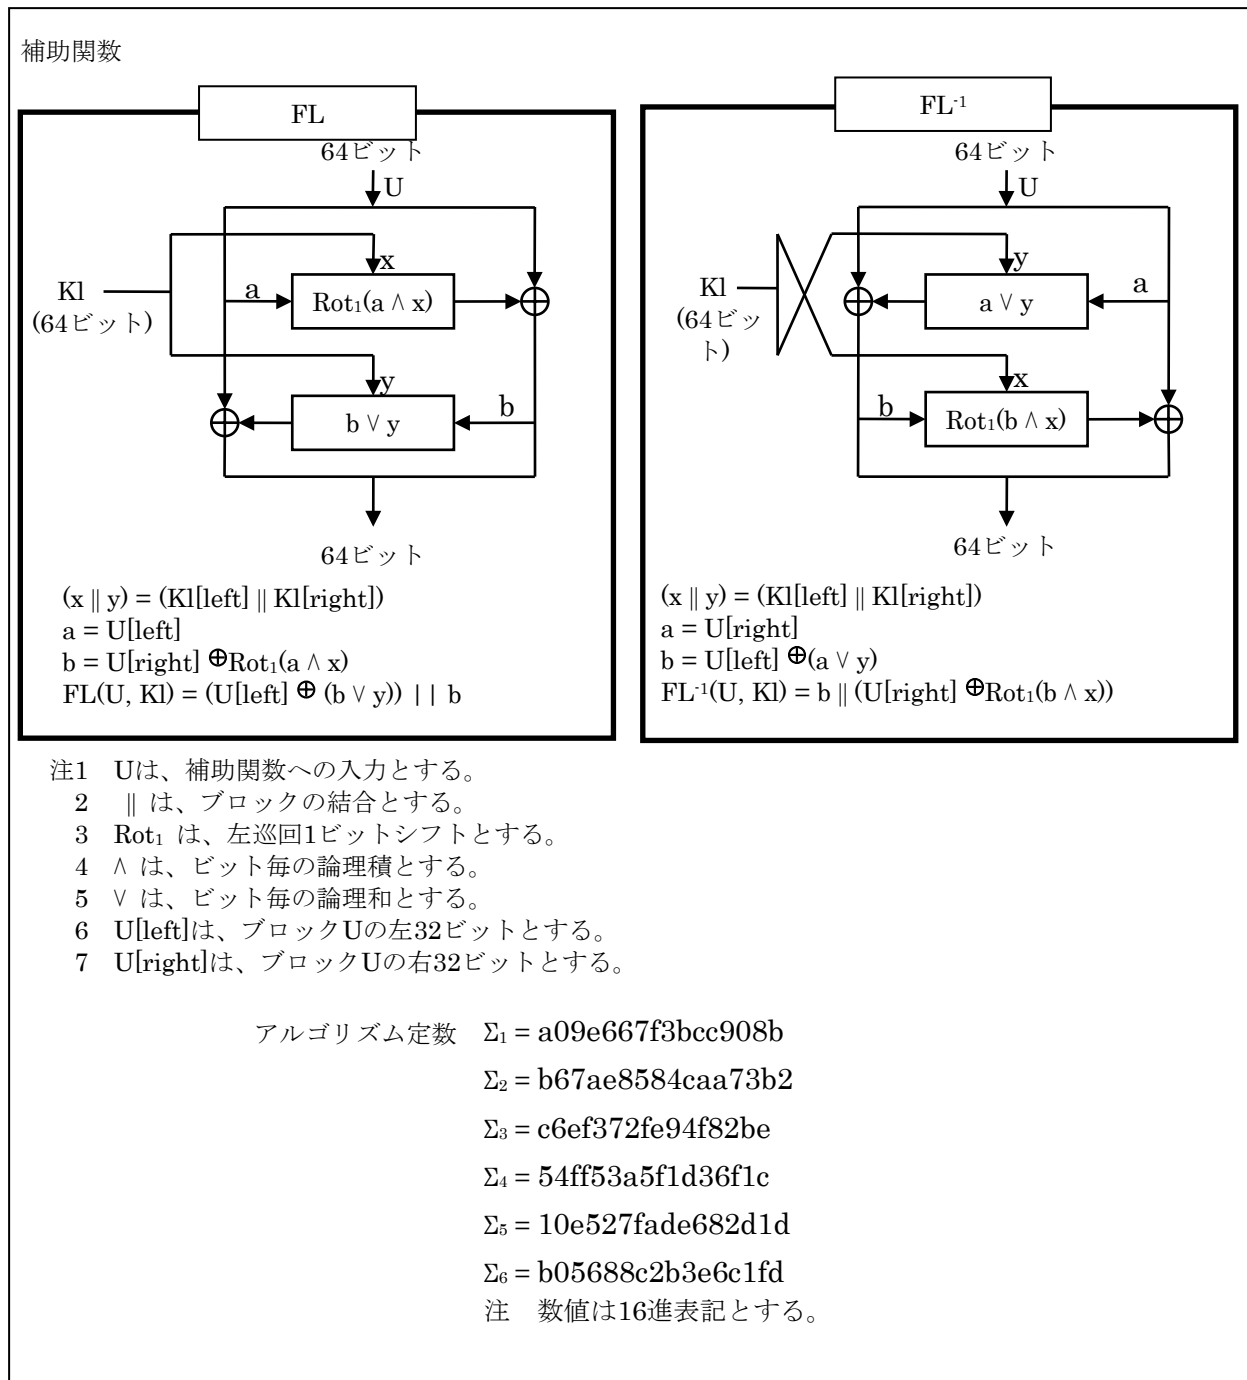 補助関数
FL
64ビット
U
x
a
Rot₁(a ∧ x)
Kl
(64ビット)
y
b ∨ y
b
64ビット
(x ∥ y) = (Kl[left] ∥ Kl[right])
a = U[left]
b = U[right] ⊕Rot₁(a ∧ x)
FL(U, Kl) = (U[left] ⊕ (b ∨ y)) || b
FL⁻¹
64ビット
U
y
a ∨ y
a
Kl
(64ビッ
ト)
x
b
Rot₁(b ∧ x)
64ビット
(x ∥ y) = (Kl[left] ∥ Kl[right])
a = U[right]
b = U[left] ⊕(a ∨ y)
FL⁻¹(U, Kl) = b ∥ (U[right] ⊕Rot₁(b ∧ x))
注1 Uは、補助関数への入力とする。
2 ∥ は、ブロックの結合とする。
3 Rot₁ は、左巡回1ビットシフトとする。
4 ∧ は、ビット毎の論理積とする。
5 ∨ は、ビット毎の論理和とする。
6 U[left]は、ブロックUの左32ビットとする。
7 U[right]は、ブロックUの右32ビットとする。
アルゴリズム定数 Σ₁ = a09e667f3bcc908b
Σ₂ = b67ae8584caa73b2
Σ₃ = c6ef372fe94f82be
Σ₄ = 54ff53a5f1d36f1c
Σ₅ = 10e527fade682d1d
Σ₆ = b05688c2b3e6c1fd
注 数値は16進表記とする。